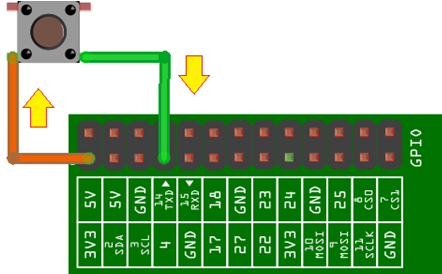 GPIO
5V 5V GND 14 TXD 15 RXD 18 GND 23 24 GND 25 8 CS0 7 CS1
3V3 2 SDA 3 SCL 4 GND 17 27 22 3V3 10 MOSI 9 MOSI 11 SCLK GND